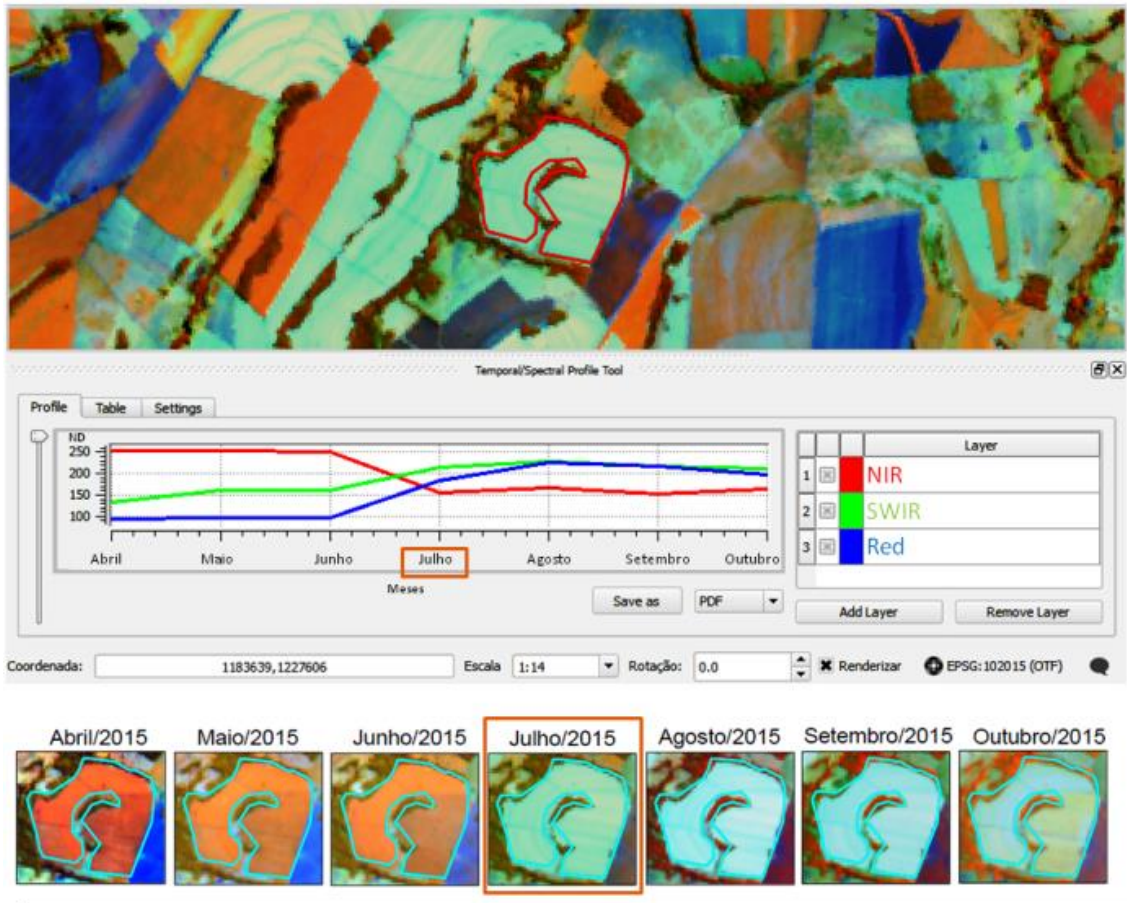 Temporal/Spectral Profile Tool
Profile Table Settings
ND
250
200
150
100
Abril Maio Junho Julho Agosto Setembro Outubro
Meses
Layer
1 NIR
2 SWIR
3 Red
Save as PDF
Add Layer Remove Layer
Coordenada: 1183639,1227606 Escala 1:14 Rotação: 0.0 Renderizar EPSG:102015 (OTF)
Abril/2015 Maio/2015 Junho/2015 Julho/2015 Agosto/2015 Setembro/2015 Outubro/2015